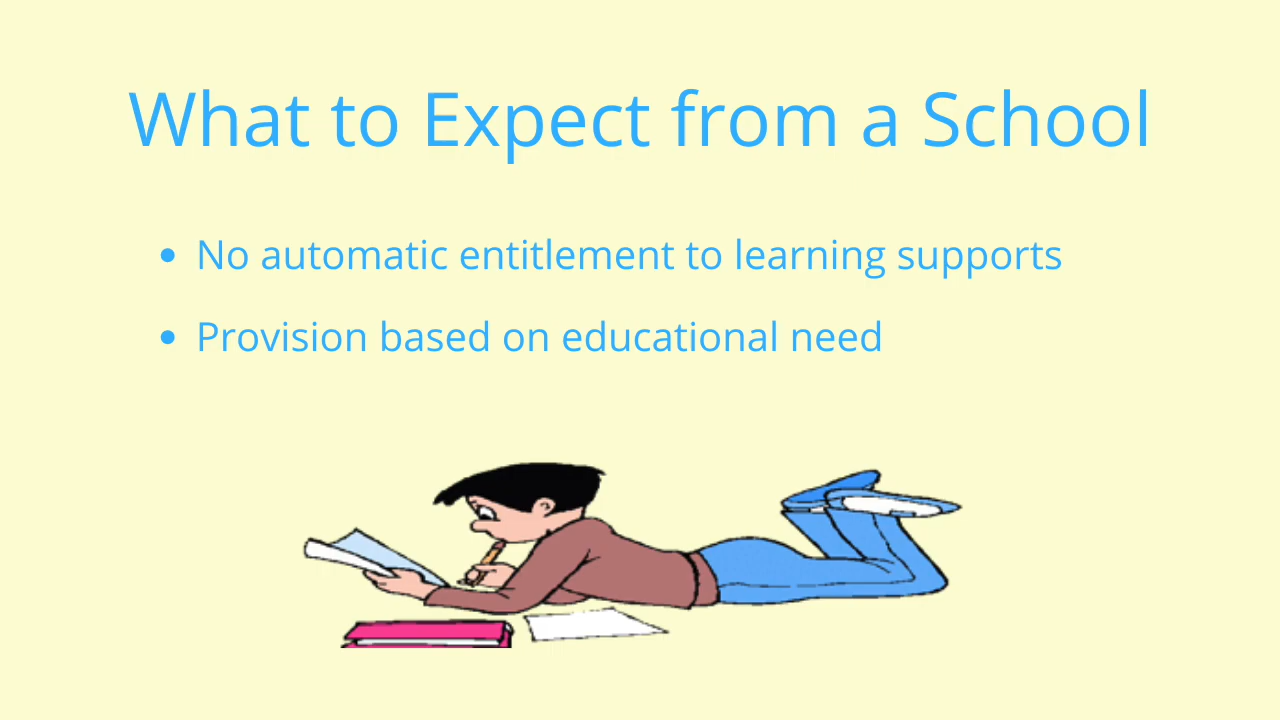 What to Expect from a School
• No automatic entitlement to learning supports
• Provision based on educational need